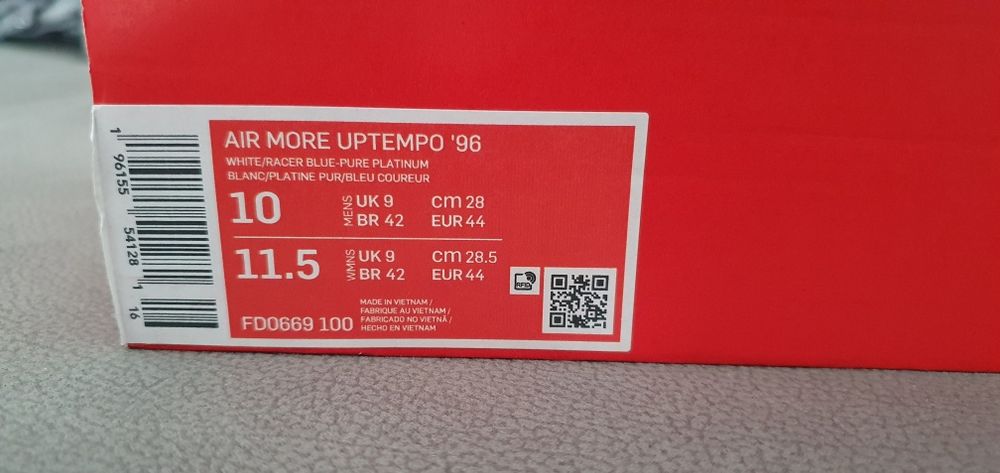 AIR MORE UPTEMPO '96
WHITE/RACER BLUE-PURE PLATINUM
BLANC/PLATINE PUR/BLEU COUREUR
10 MENS UK 9 CM 28
BR 42 EUR 44
11.5 WMNS UK 9 CM 28.5
BR 42 EUR 44
RFID
MADE IN VIETNAM /
FABRIQUE AU VIETNAM /
FABRICADO NO VIETNÃ /
HECHO EN VIETNAM
FD0669 100
1 96155 54128 1 16